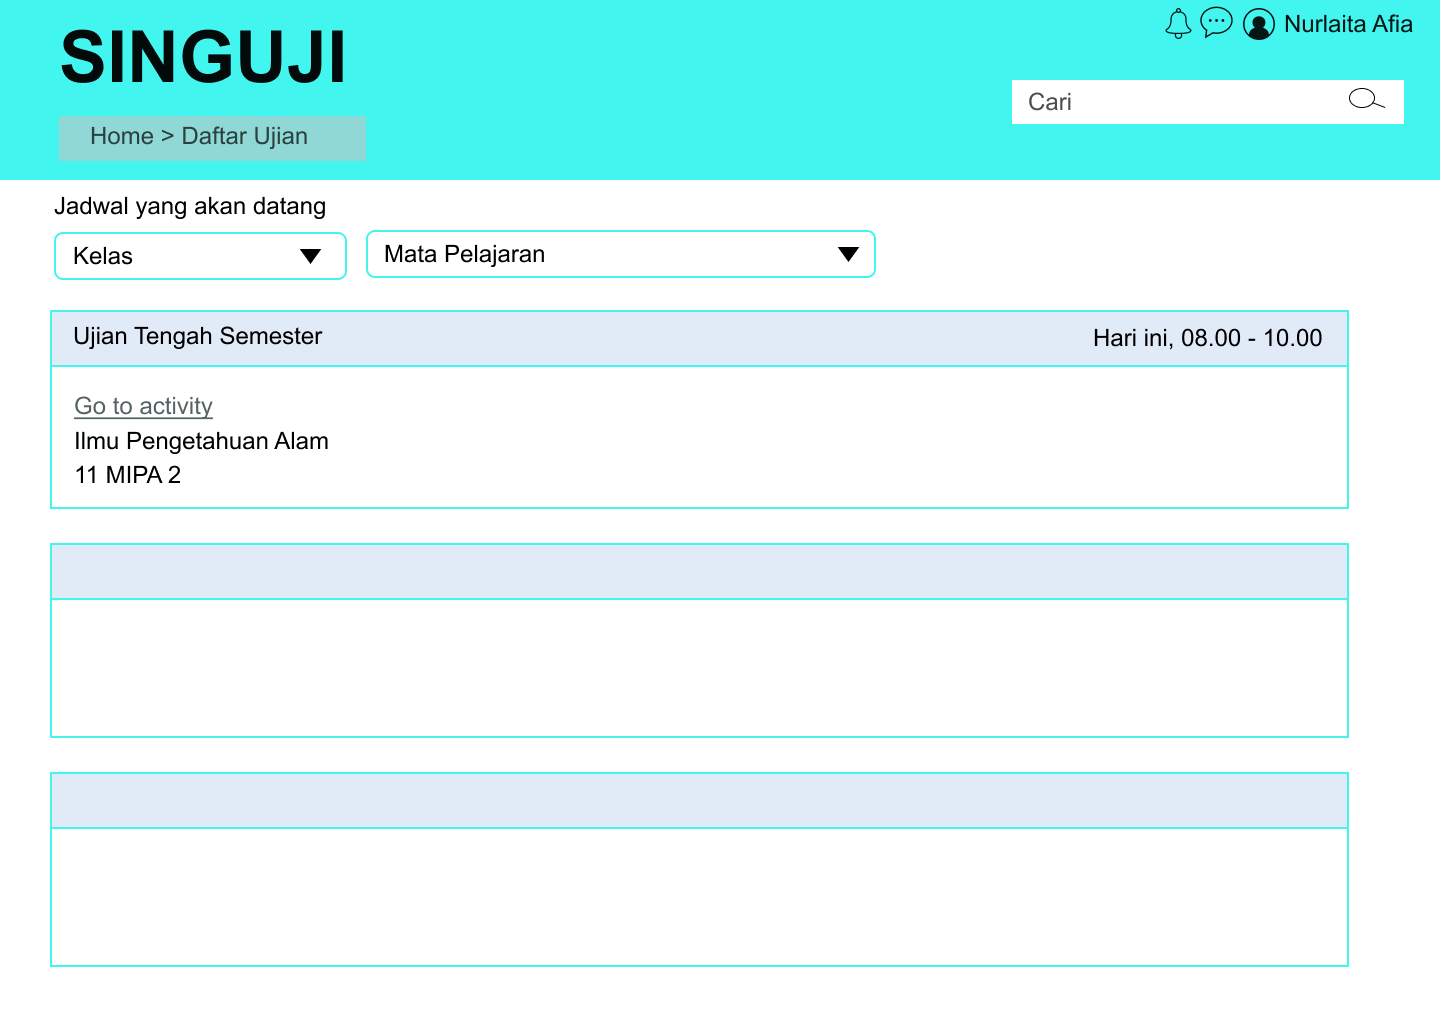 Nurlaita Afia
SINGUJI
Cari
Home > Daftar Ujian
Jadwal yang akan datang
Kelas
Mata Pelajaran
Ujian Tengah Semester
Hari ini, 08.00 - 10.00
Go to activity
Ilmu Pengetahuan Alam
11 MIPA 2